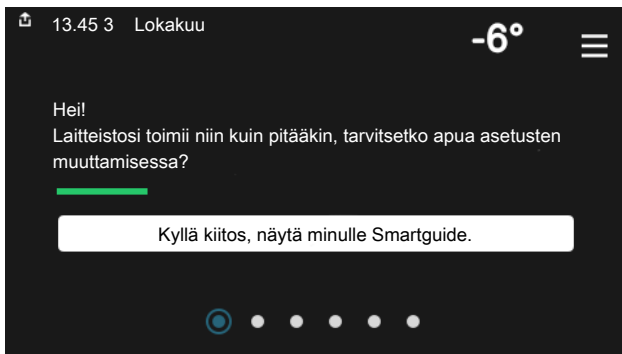 13.45 3 Lokakuu
-6°
Hei!
Laitteistosi toimii niin kuin pitääkin, tarvitsetko apua asetusten
muuttamisessa?
Kyllä kiitos, näytä minulle Smartguide.